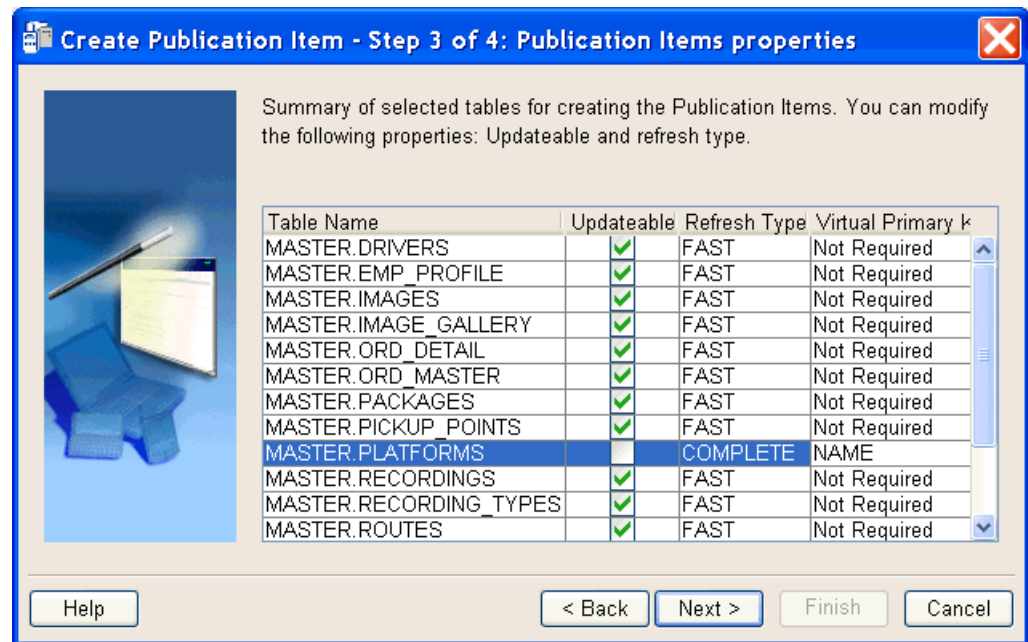 Create Publication Item - Step 3 of 4: Publication Items properties
Summary of selected tables for creating the Publication Items. You can modify
the following properties: Updateable and refresh type.
Table Name Updateable Refresh Type Virtual Primary K
MASTER.DRIVERS FAST Not Required
MASTER.EMP_PROFILE FAST Not Required
MASTER.IMAGES FAST Not Required
MASTER.IMAGE_GALLERY FAST Not Required
MASTER.ORD_DETAIL FAST Not Required
MASTER.ORD_MASTER FAST Not Required
MASTER.PACKAGES FAST Not Required
MASTER.PICKUP_POINTS FAST Not Required
MASTER.PLATFORMS COMPLETE NAME
MASTER.RECORDINGS FAST Not Required
MASTER.RECORDING_TYPES FAST Not Required
MASTER.ROUTES FAST Not Required
Help < Back Next > Finish Cancel